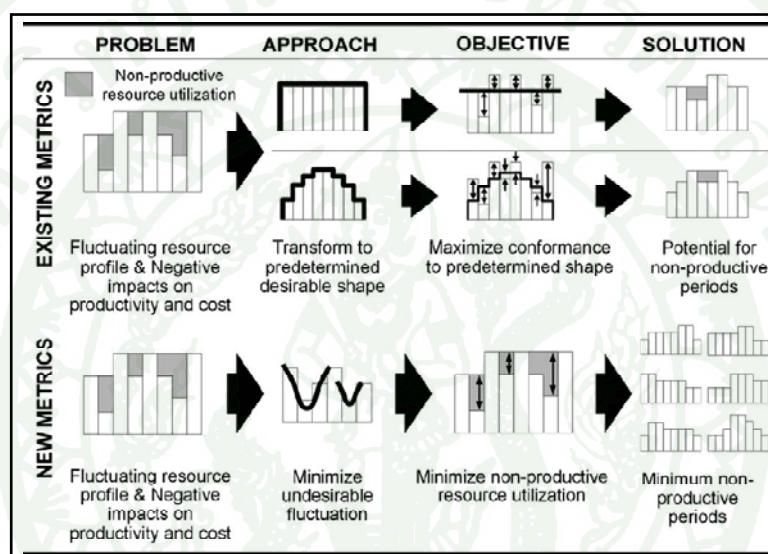 PROBLEM
APPROACH
OBJECTIVE
SOLUTION
EXISTING METRICS
Non-productive
resource utilization
Fluctuating resource
profile & Negative
impacts on
productivity and cost
Transform to
predetermined
desirable shape
Maximize conformance
to predetermined shape
Potential for
non-productive
periods
NEW METRICS
Fluctuating resource
profile & Negative
impacts on
productivity and cost
Minimize
undesirable
fluctuation
Minimize non-productive
resource utilization
Minimum non-
productive
periods